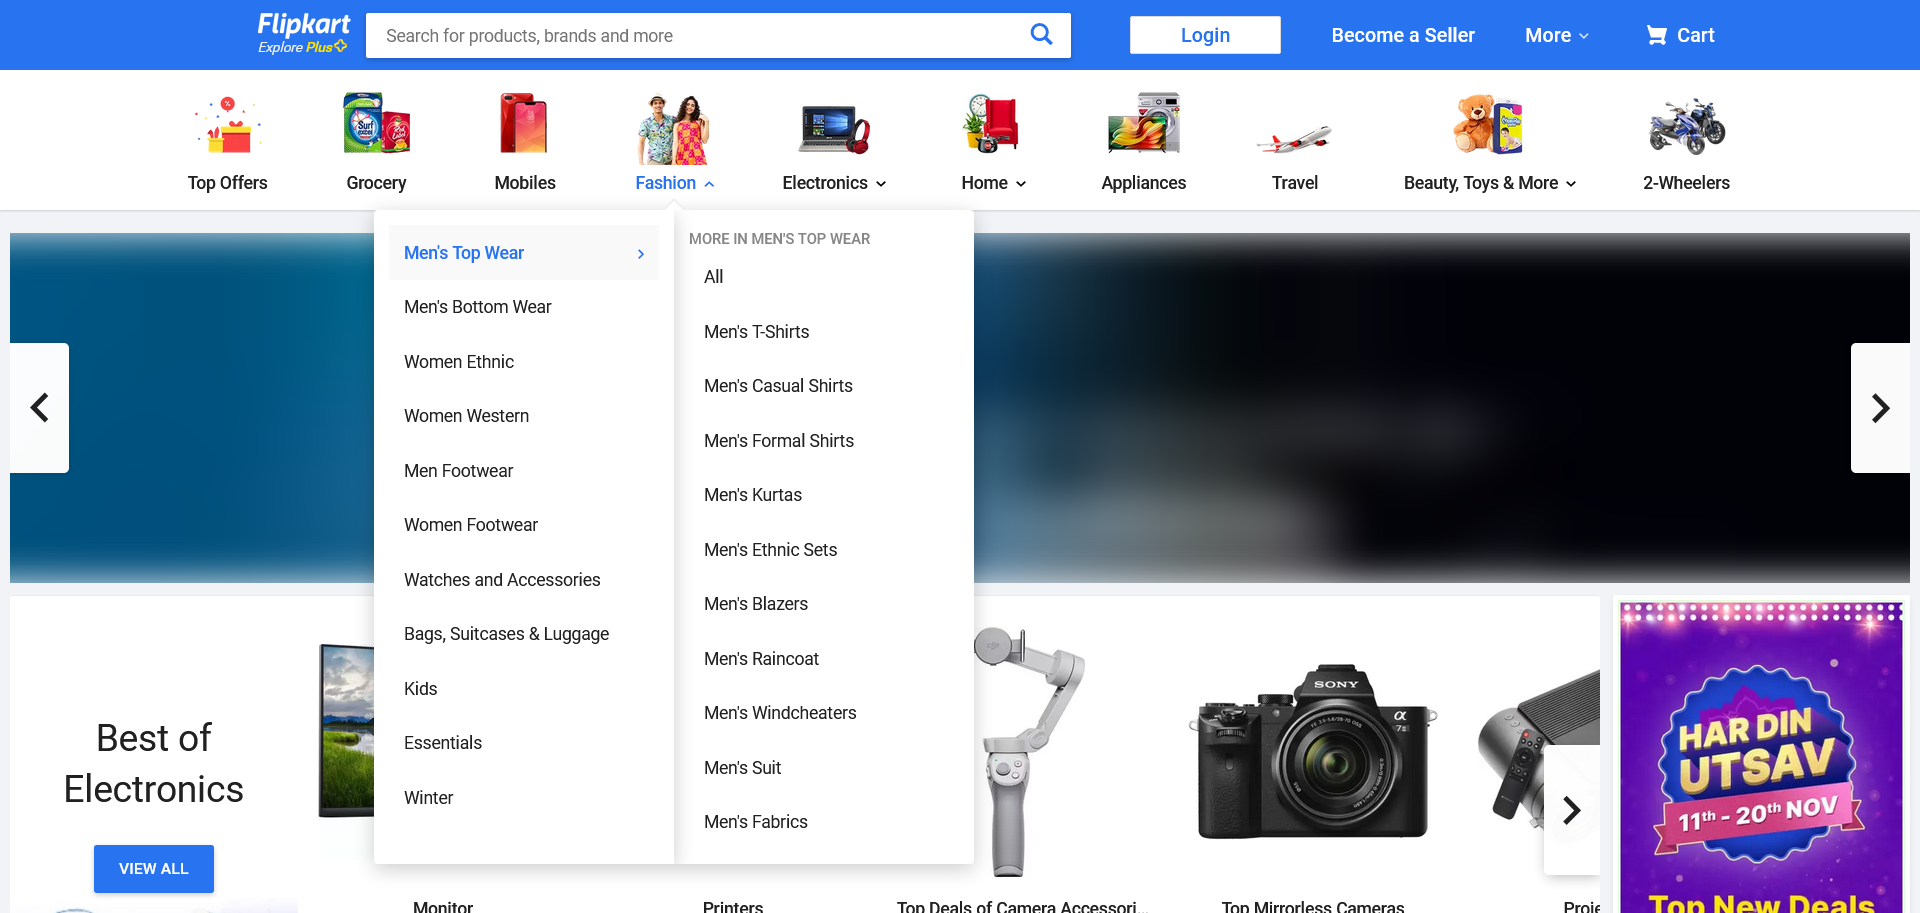 Flipkart
Explore Plus
Search for products, brands and more
Login
Become a Seller
More
Cart
Top Offers
Grocery
Mobiles
Fashion
Electronics
Home
Appliances
Travel
Beauty, Toys & More
2-Wheelers
Men's Top Wear
Men's Bottom Wear
Women Ethnic
Women Western
Men Footwear
Women Footwear
Watches and Accessories
Bags, Suitcases & Luggage
Kids
Essentials
Winter
MORE IN MEN'S TOP WEAR
All
Men's T-Shirts
Men's Casual Shirts
Men's Formal Shirts
Men's Kurtas
Men's Ethnic Sets
Men's Blazers
Men's Raincoat
Men's Windcheaters
Men's Suit
Men's Fabrics
Best of
Electronics
VIEW ALL
SONY
α
7 II
Monitor
Printers
Top Deals of Camera Accessori...
Top Mirrorless Cameras
Proje
HAR DIN
UTSAV
11th - 20th NOV
Top New Deals
Surf
excel